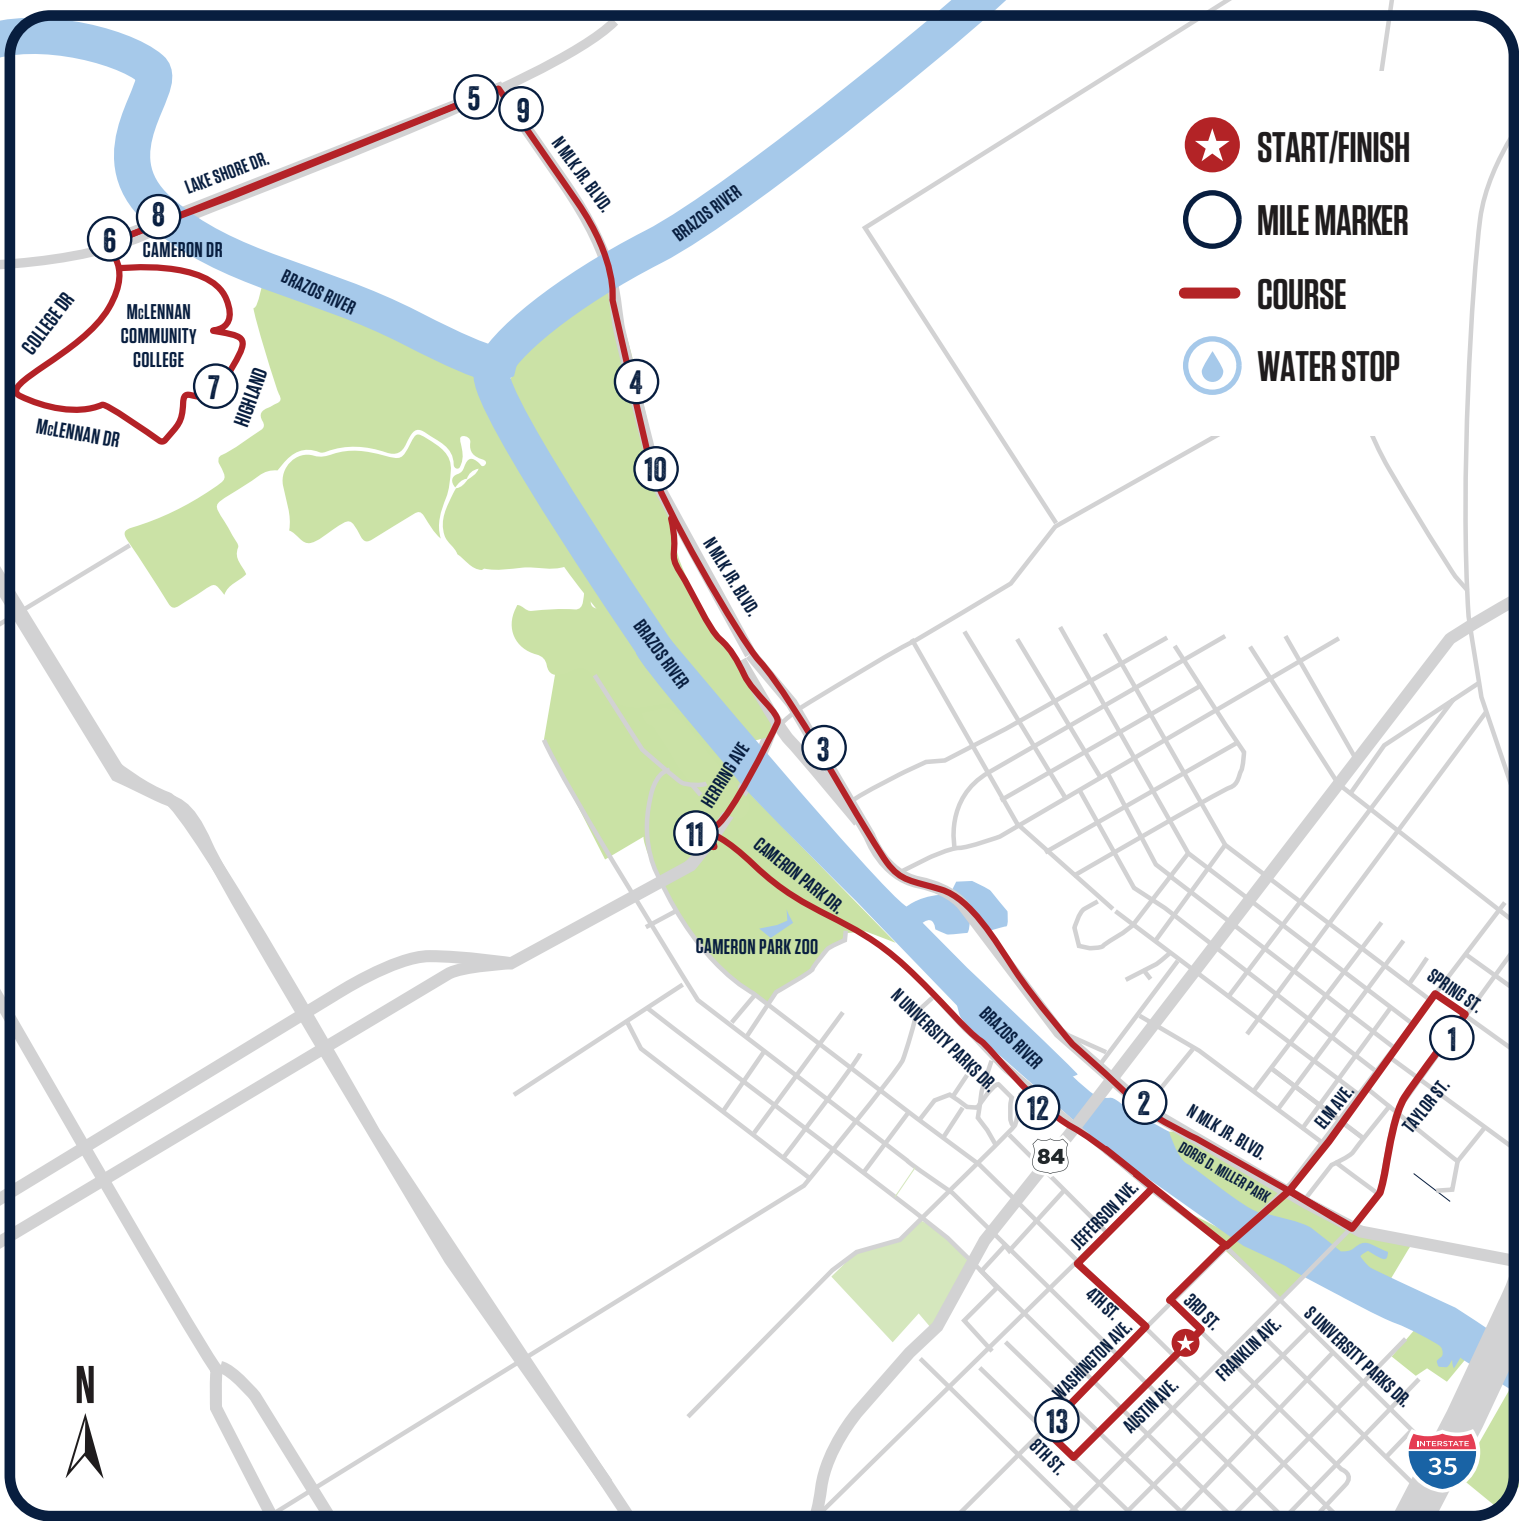 START/FINISH
MILE MARKER
COURSE
WATER STOP
5
9
N MLK JR. BLVD.
LAKE SHORE DR.
8
6
CAMERON DR
BRAZOS RIVER
BRAZOS RIVER
COLLEGE DR
McLENNAN
COMMUNITY
COLLEGE
7
HIGHLAND
McLENNAN DR
4
10
N MLK JR. BLVD.
BRAZOS RIVER
3
HERRING AVE
11
CAMERON PARK DR.
CAMERON PARK ZOO
N UNIVERSITY PARKS DR.
BRAZOS RIVER
SPRING ST.
1
ELM AVE.
TAYLOR ST.
12
2
N MLK JR. BLVD.
DORIS D. MILLER PARK
84
JEFFERSON AVE.
4TH ST.
3RD ST.
WASHINGTON AVE.
FRANKLIN AVE.
S UNIVERSITY PARKS DR.
AUSTIN AVE.
13
8TH ST.
N
INTERSTATE
35